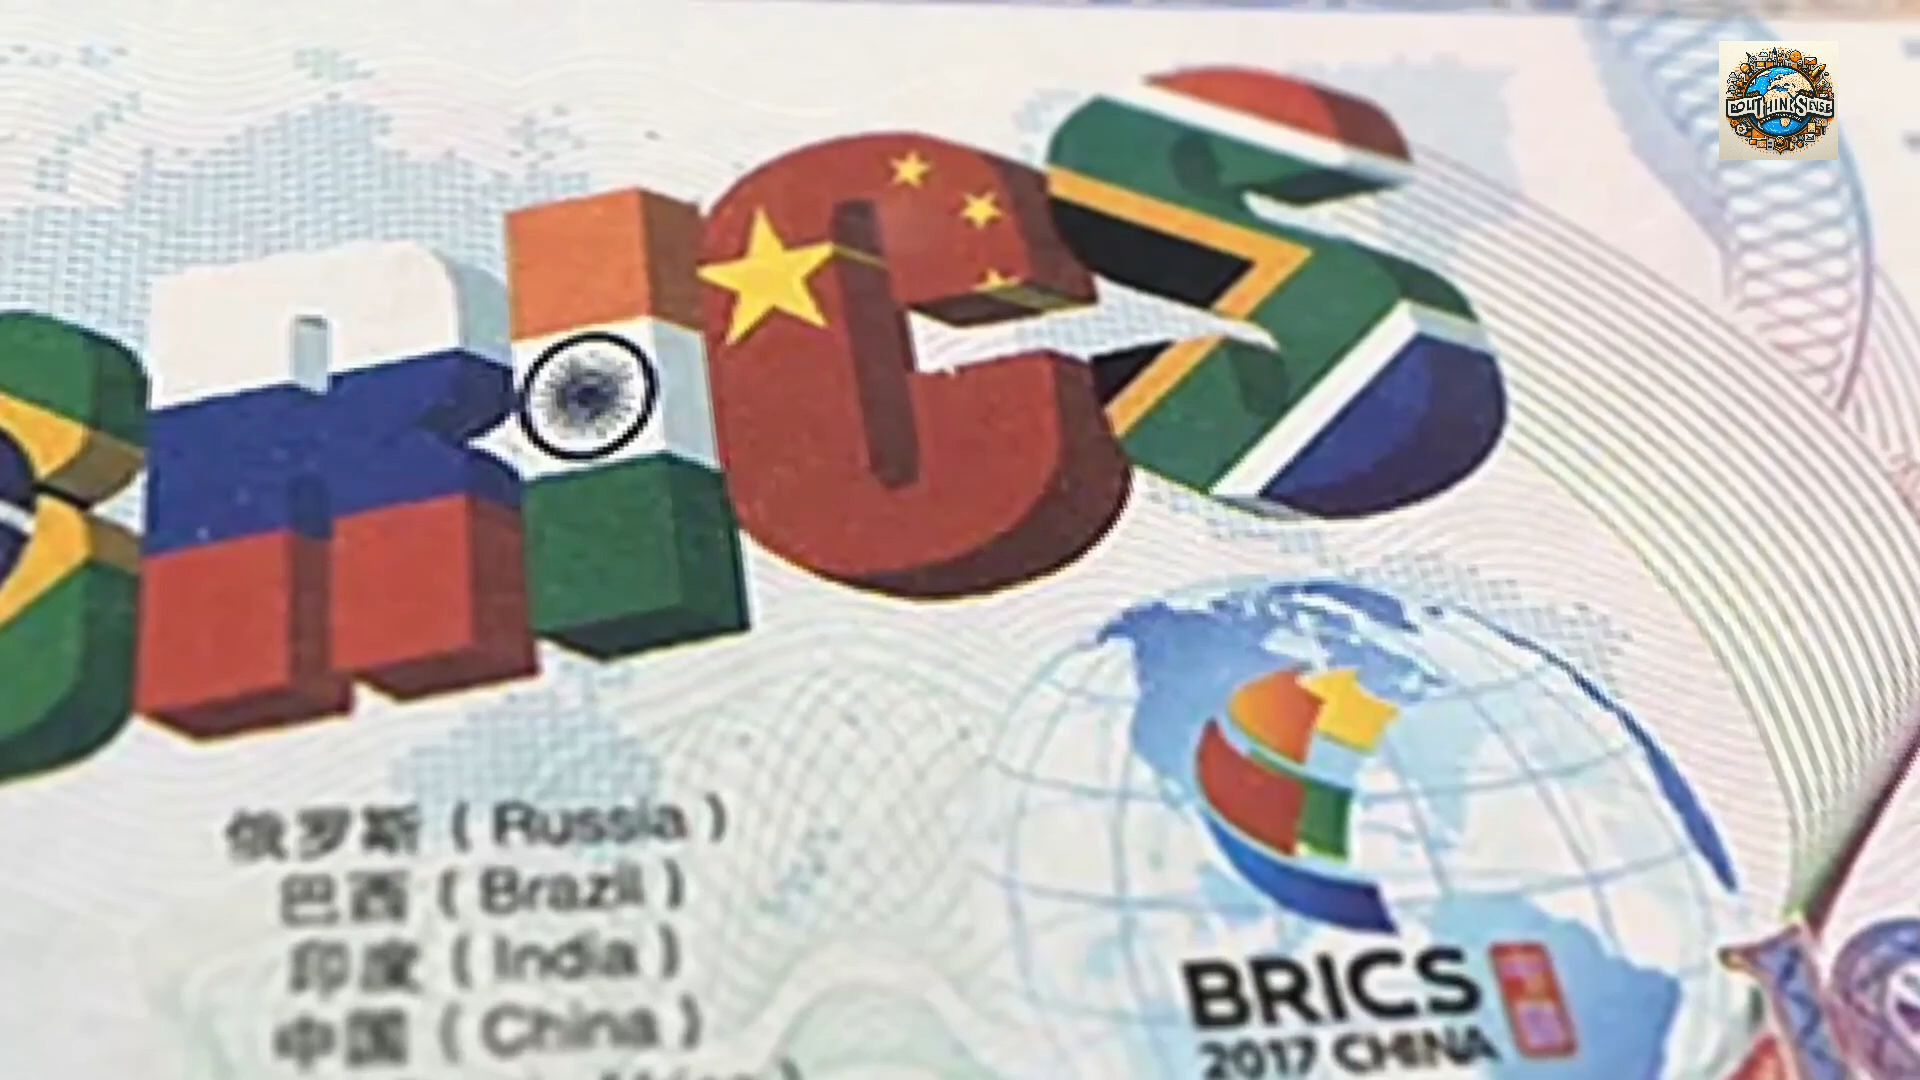 BRICS
俄罗斯 ( Russia )
巴西 ( Brazil )
印度 ( India )
中国 ( China )
BRICS
2017 CHINA